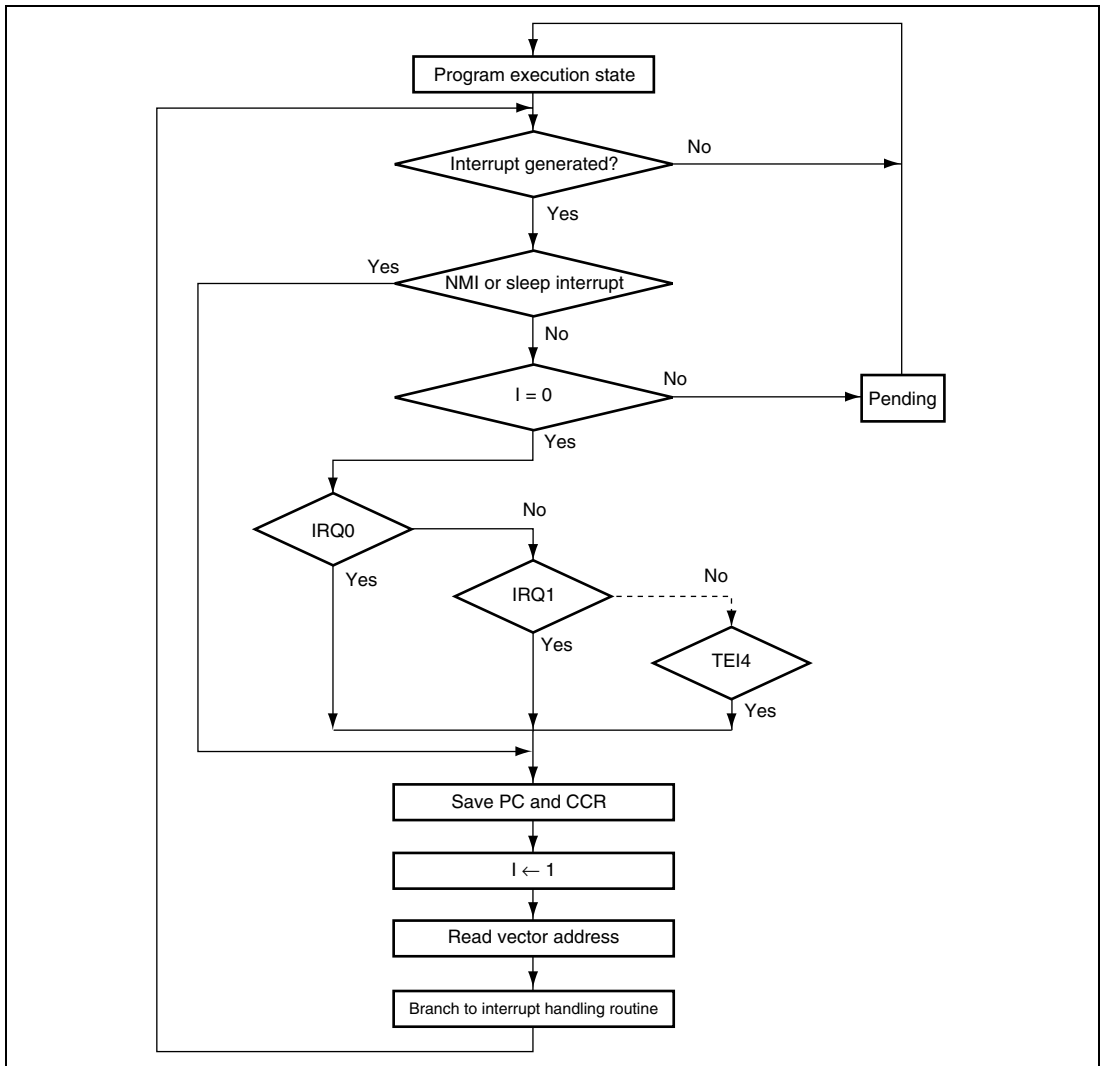 Program execution state
Interrupt generated?
No
Yes
Yes
NMI or sleep interrupt
No
I = 0
No
Pending
Yes
IRQ0
No
Yes
IRQ1
No
Yes
TEI4
Yes
Save PC and CCR
I ← 1
Read vector address
Branch to interrupt handling routine